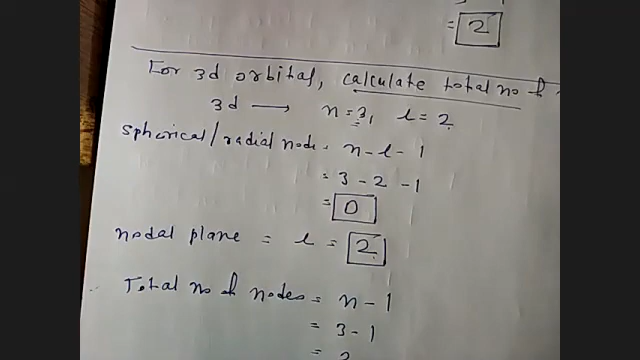 = 2
For 3d orbital, calculate total no of
3d → n = 3, l = 2
Spherical/radial node = n - l - 1
= 3 - 2 - 1
= 0
nodal plane = l = 2
Total no of nodes = n - 1
= 3 - 1
= 2